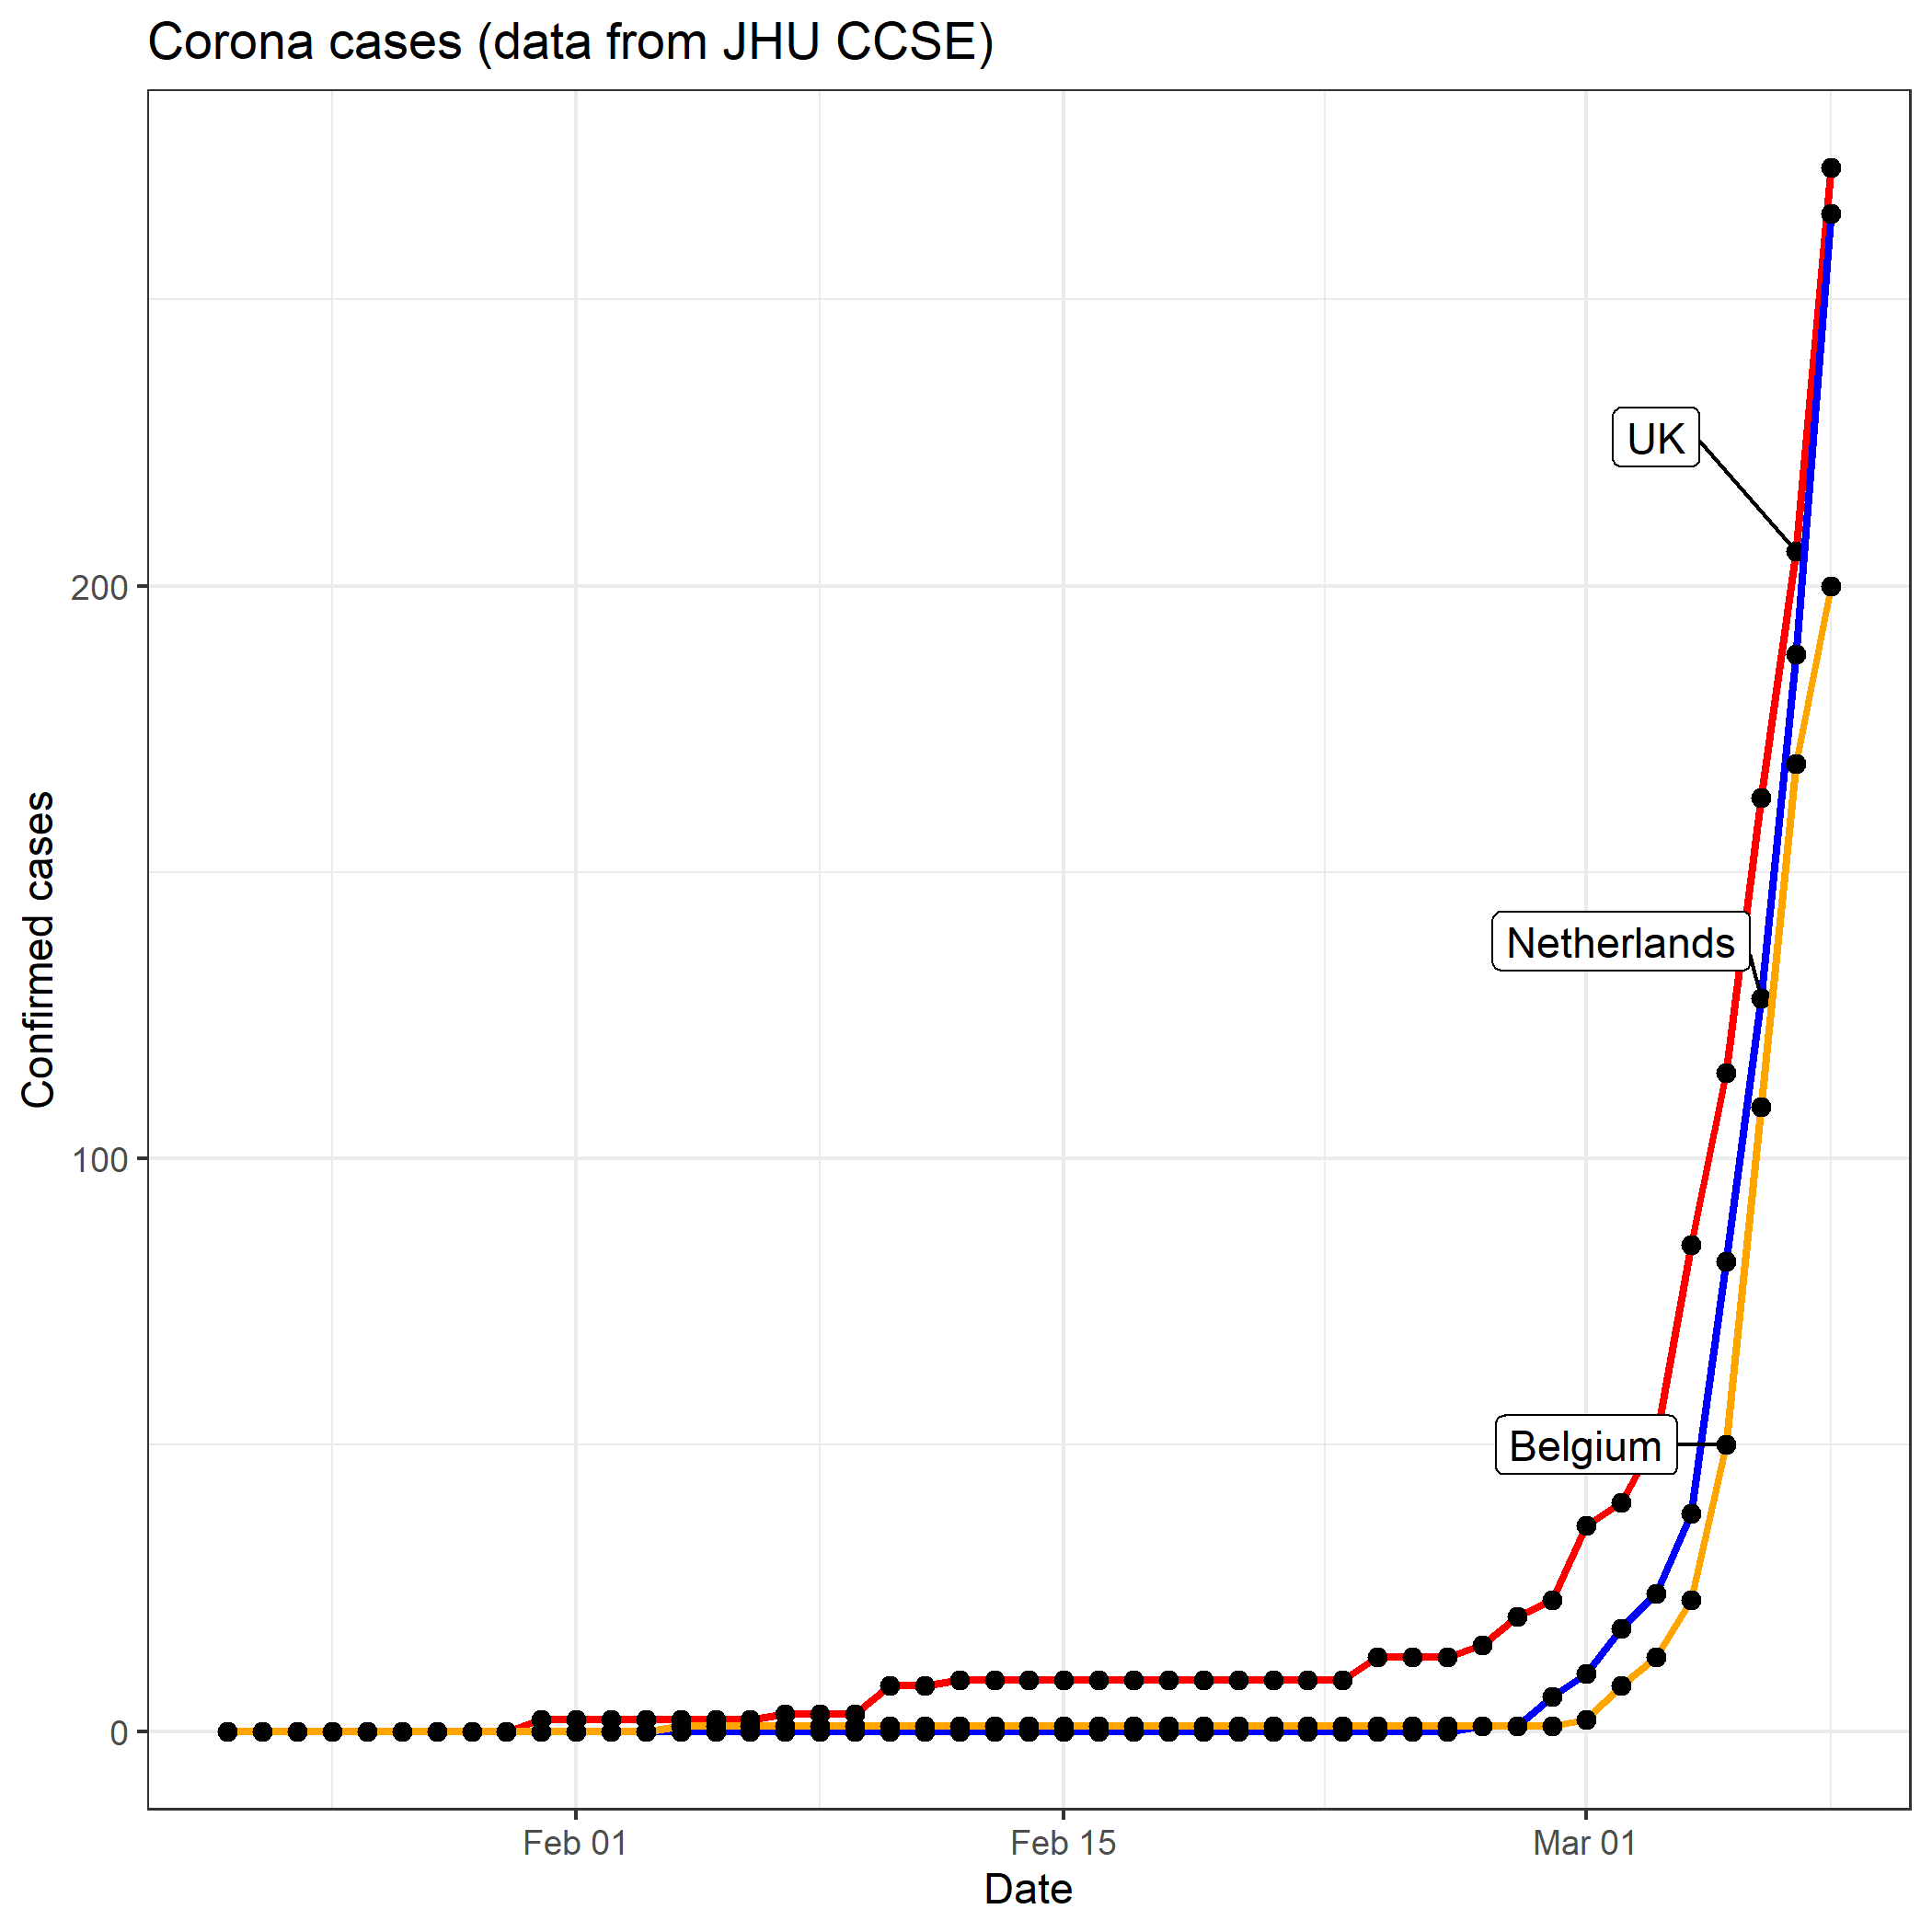 Corona cases (data from JHU CCSE)
Confirmed cases
200
100
0
UK
Netherlands
Belgium
Feb 01
Feb 15
Mar 01
Date